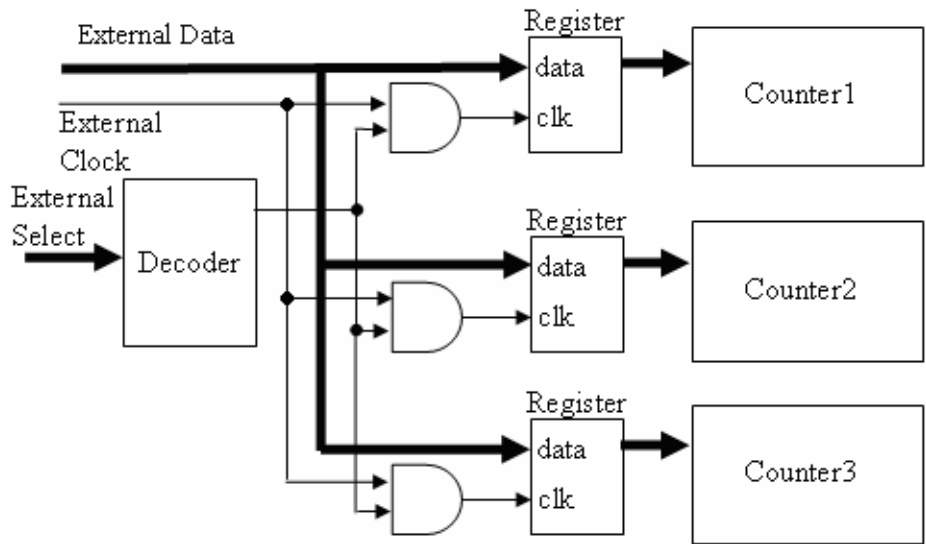 External Data
External
Clock
External
Select
Decoder
Register
data
clk
Counter1
Register
data
clk
Counter2
Register
data
clk
Counter3